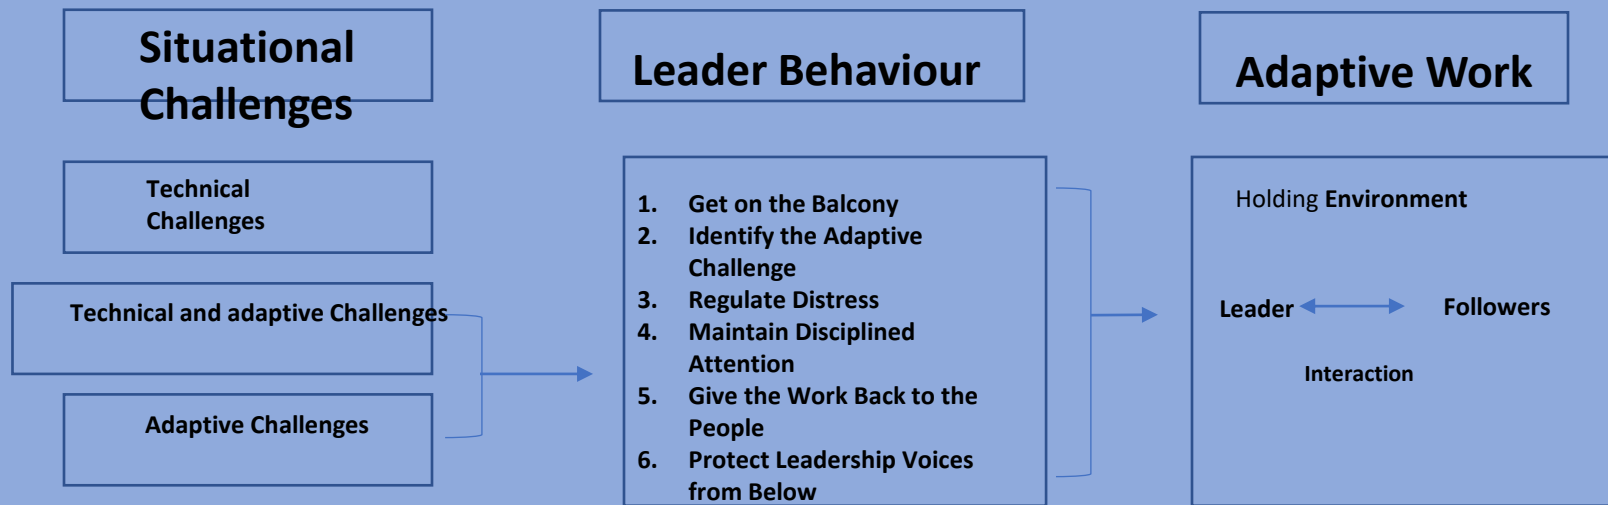 Situational
Challenges
Leader Behaviour
Adaptive Work
Technical
Challenges
Technical and adaptive Challenges
Adaptive Challenges
1. Get on the Balcony
2. Identify the Adaptive
Challenge
3. Regulate Distress
4. Maintain Disciplined
Attention
5. Give the Work Back to the
People
6. Protect Leadership Voices
from Below
Holding Environment
Leader Followers
Interaction